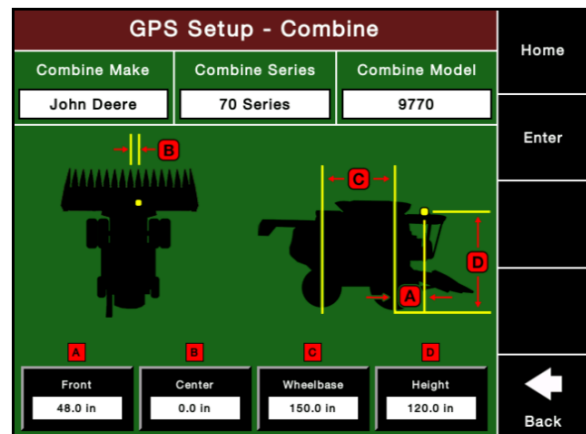 GPS Setup - Combine
Home
Combine Make
Combine Series
Combine Model
John Deere
70 Series
9770
Enter
B
C
D
A
A
B
C
D
Front
Center
Wheelbase
Height
48.0 in
0.0 in
150.0 in
120.0 in
Back